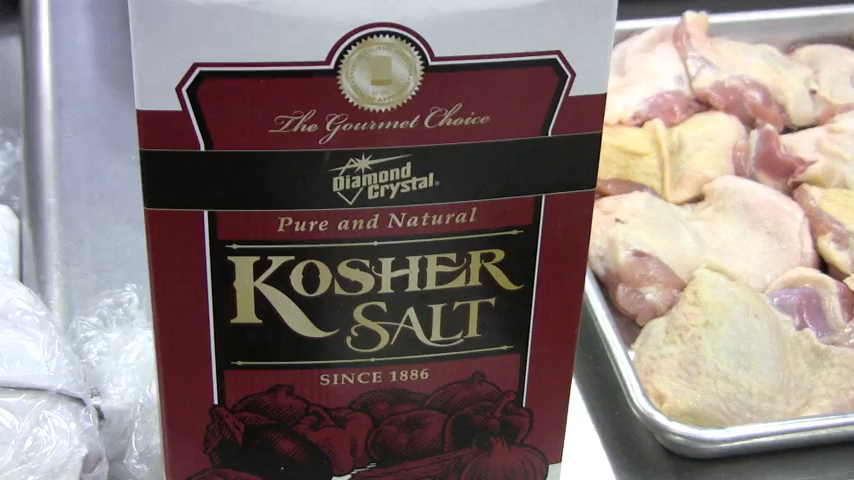 The Gourmet Choice
Diamond
Crystal®
Pure and Natural
KOSHER
SALT
SINCE 1886